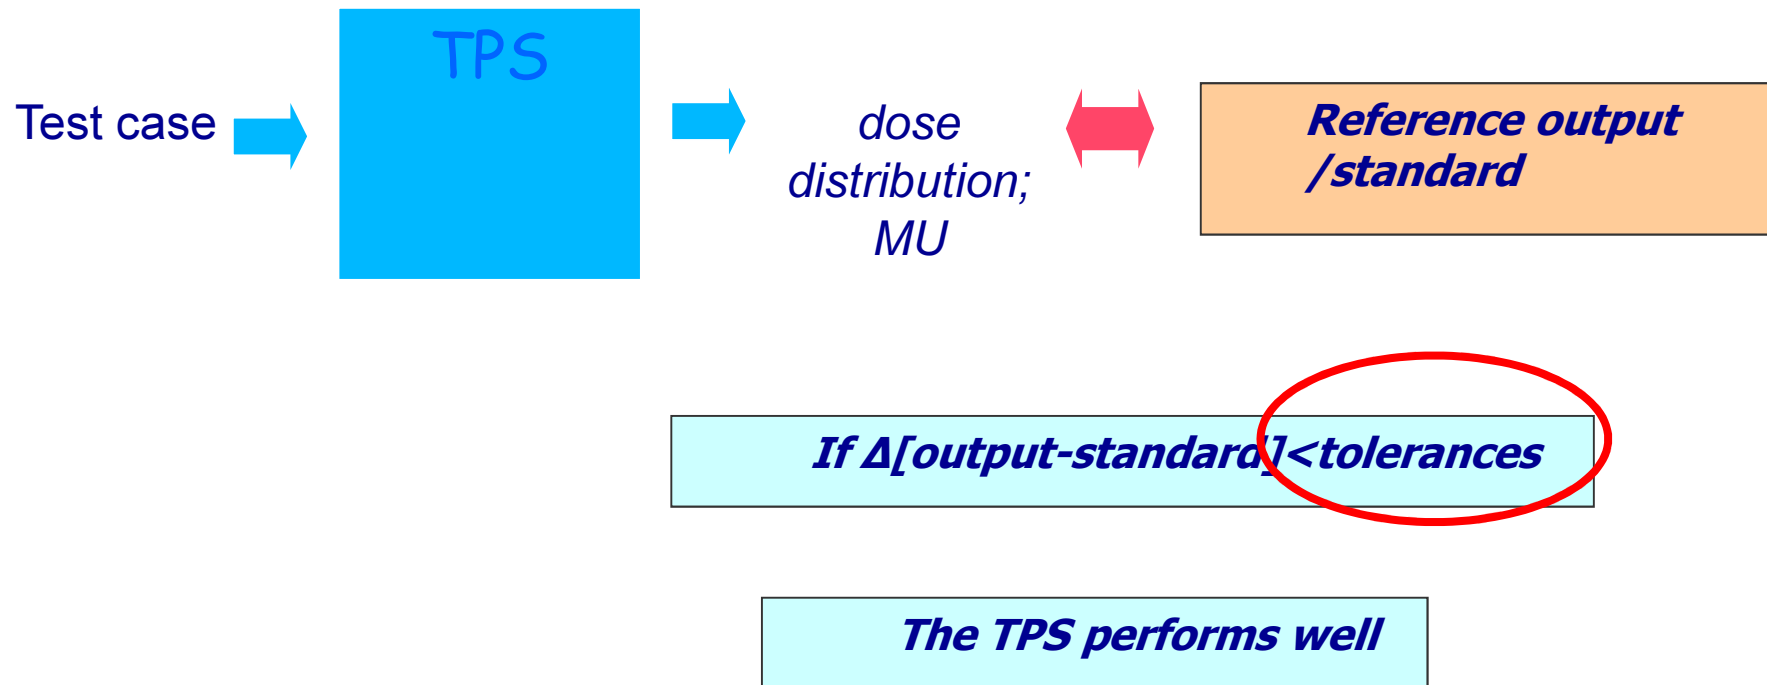 TPS
Test case
dose
distribution;
MU
Reference output
/standard
If Δ[output-standard]<tolerances
The TPS performs well